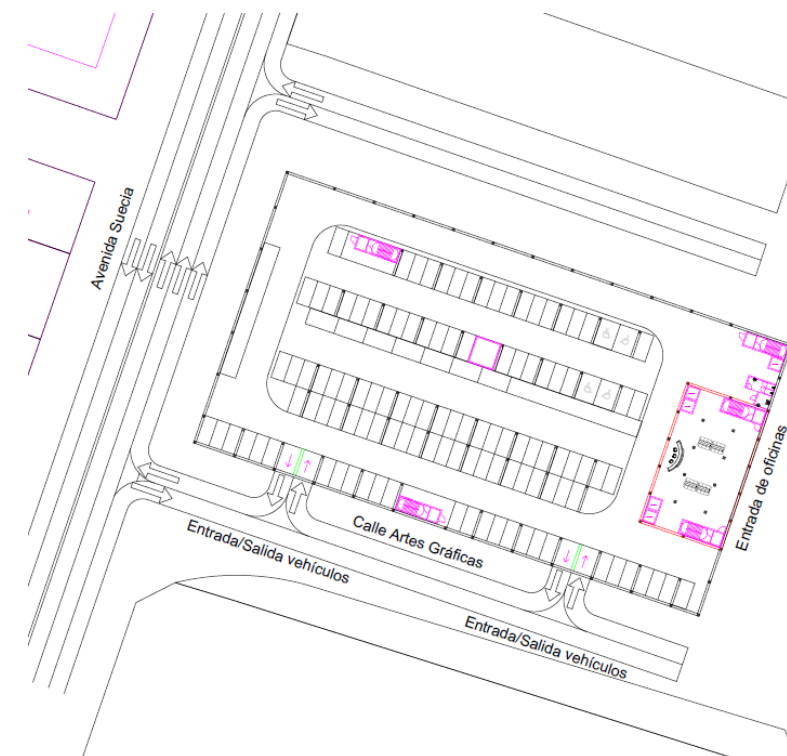 Avenida Suecia
Entrada de oficinas
Calle Artes Gráficas
Entrada/Salida vehículos
Entrada/Salida vehículos